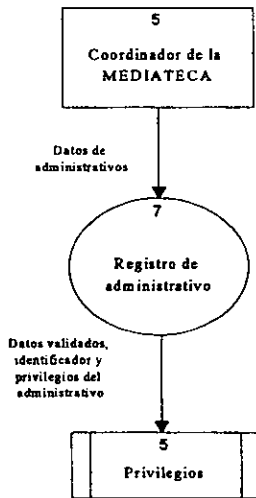 5
Coordinador de la
MEDIATECA
Datos de
administrativos
7
Registro de
administrativo
Datos validados,
identificador y
privilegios del
administrativo
5
Privilegios